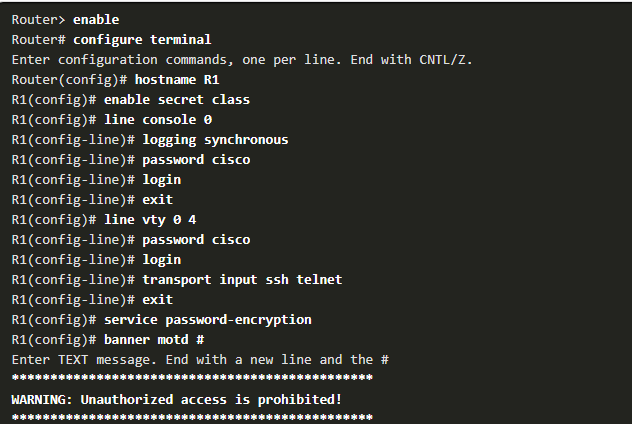 Router> enable
Router# configure terminal
Enter configuration commands, one per line. End with CNTL/Z.
Router(config)# hostname R1
R1(config)# enable secret class
R1(config)# line console 0
R1(config-line)# logging synchronous
R1(config-line)# password cisco
R1(config-line)# login
R1(config-line)# exit
R1(config)# line vty 0 4
R1(config-line)# password cisco
R1(config-line)# login
R1(config-line)# transport input ssh telnet
R1(config-line)# exit
R1(config)# service password-encryption
R1(config)# banner motd #
Enter TEXT message. End with a new line and the #
***********************************************
WARNING: Unauthorized access is prohibited!
***********************************************